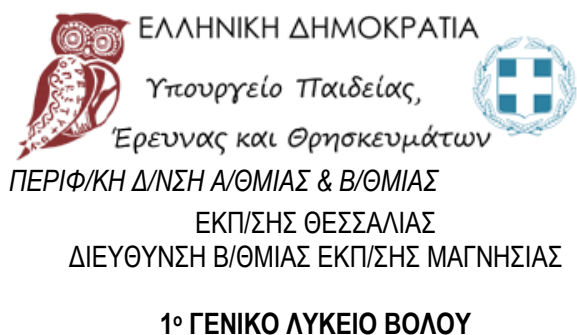 ΕΛΛΗΝΙΚΗ ΔΗΜΟΚΡΑΤΙΑ
Υπουργείο Παιδείας,
Έρευνας και Θρησκευμάτων
ΠΕΡΙΦ/ΚΗ Δ/ΝΣΗ Α/ΘΜΙΑΣ & Β/ΘΜΙΑΣ
ΕΚΠ/ΣΗΣ ΘΕΣΣΑΛΙΑΣ
ΔΙΕΥΘΥΝΣΗ Β/ΘΜΙΑΣ ΕΚΠ/ΣΗΣ ΜΑΓΝΗΣΙΑΣ
1ο ΓΕΝΙΚΟ ΛΥΚΕΙΟ ΒΟΛΟΥ